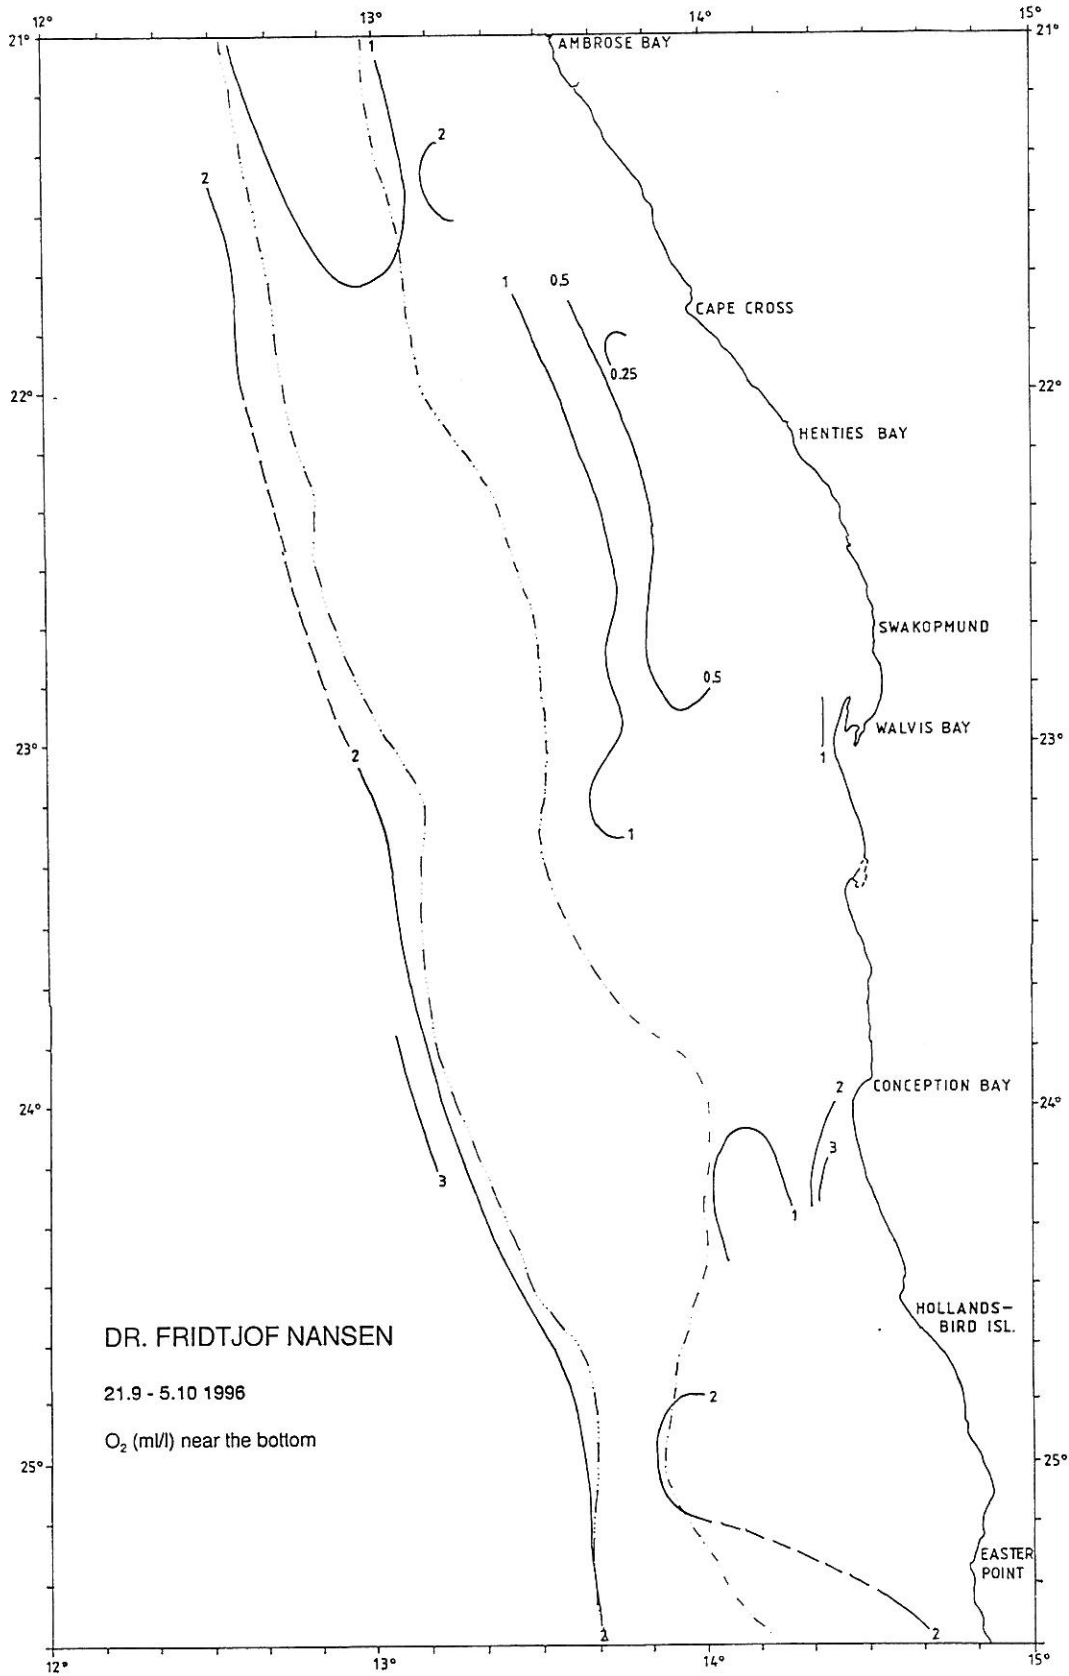 12°
13°
14°
15°
21°
21°
AMBROSE BAY
1
2
2
1
0.5
CAPE CROSS
0.25
22°
22°
HENTIES BAY
SWAKOPMUND
0.5
WALVIS BAY
23°
23°
2
1
1
CONCEPTION BAY
2
24°
24°
3
3
1
HOLLANDS-
BIRD ISL.
DR. FRIDTJOF NANSEN
21.9 - 5.10 1996
O₂ (ml/l) near the bottom
2
25°
25°
EASTER
POINT
2
2
12°
13°
14°
15°